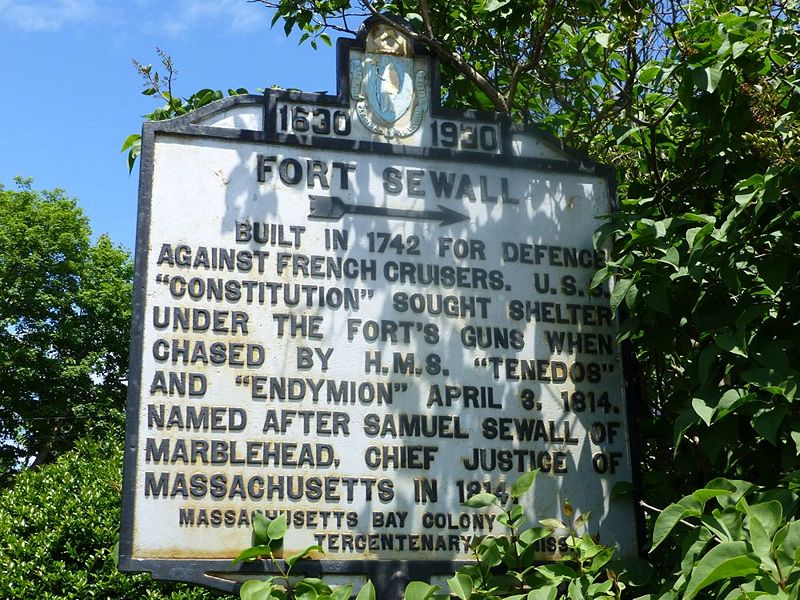 1630 1930
FORT SEWALL
BUILT IN 1742 FOR DEFENCE
AGAINST FRENCH CRUISERS. U.S.
"CONSTITUTION" SOUGHT SHELTER
UNDER THE FORT'S GUNS WHEN
CHASED BY H.M.S. "TENEDOS"
AND "ENDYMION" APRIL 3, 1814.
NAMED AFTER SAMUEL SEWALL OF
MARBLEHEAD, CHIEF JUSTICE OF
MASSACHUSETTS IN 1814.
MASSACHUSETTS BAY COLONY
TERCENTENARY